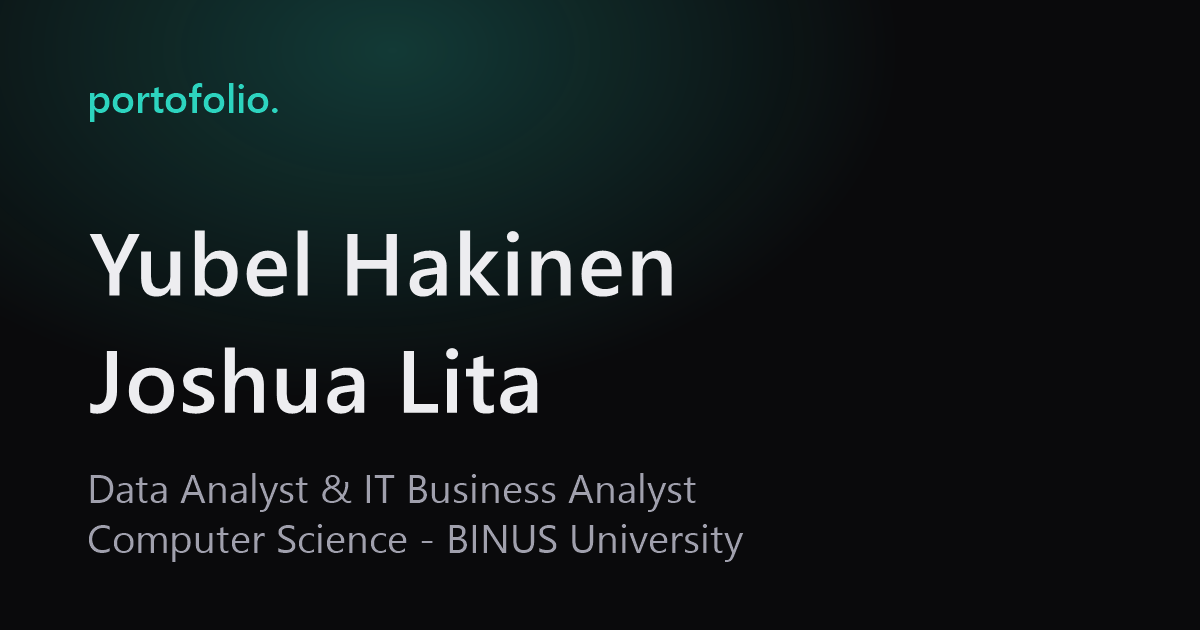 portofolio.
Yubel Hakinen
Joshua Lita
Data Analyst & IT Business Analyst
Computer Science - BINUS University